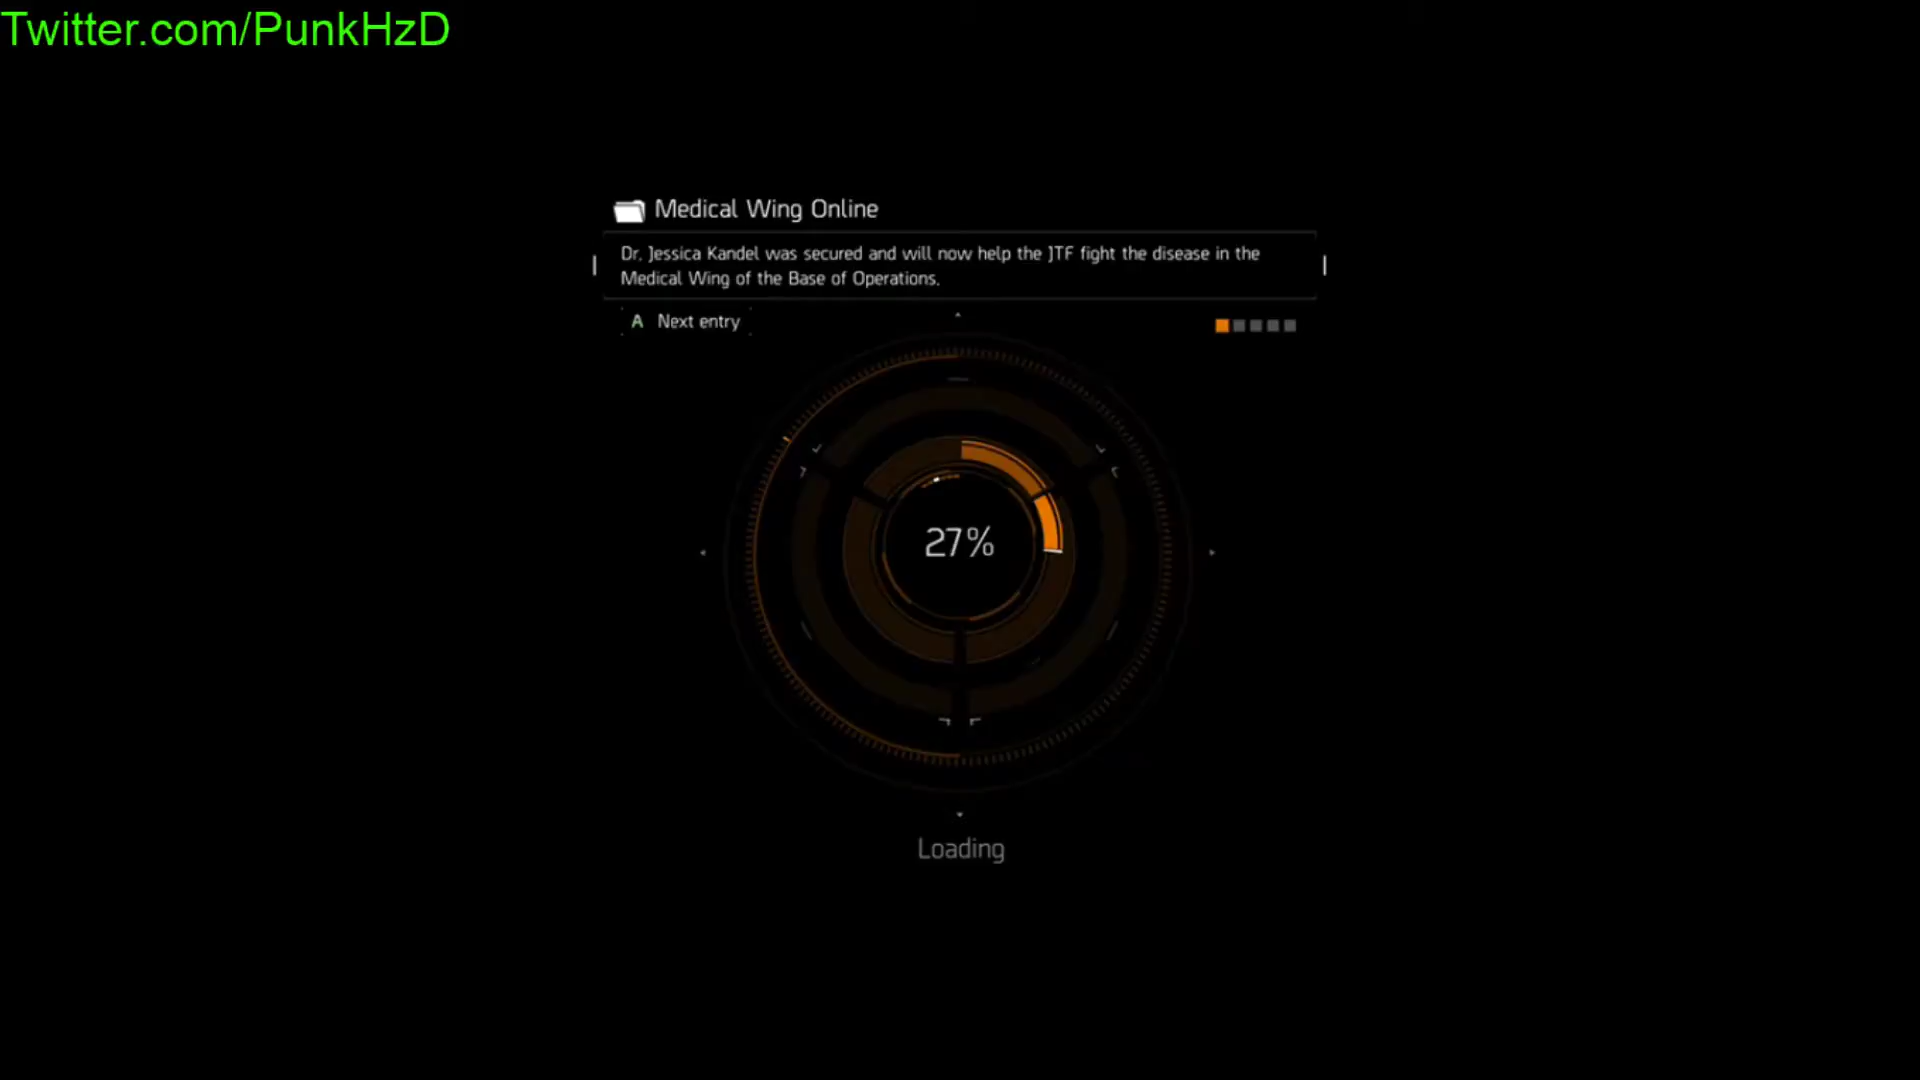 Twitter.com/PunkHzD
Medical Wing Online
Dr. Jessica Kandel was secured and will now help the JTF fight the disease in the
Medical Wing of the Base of Operations.
A Next entry
27%
Loading